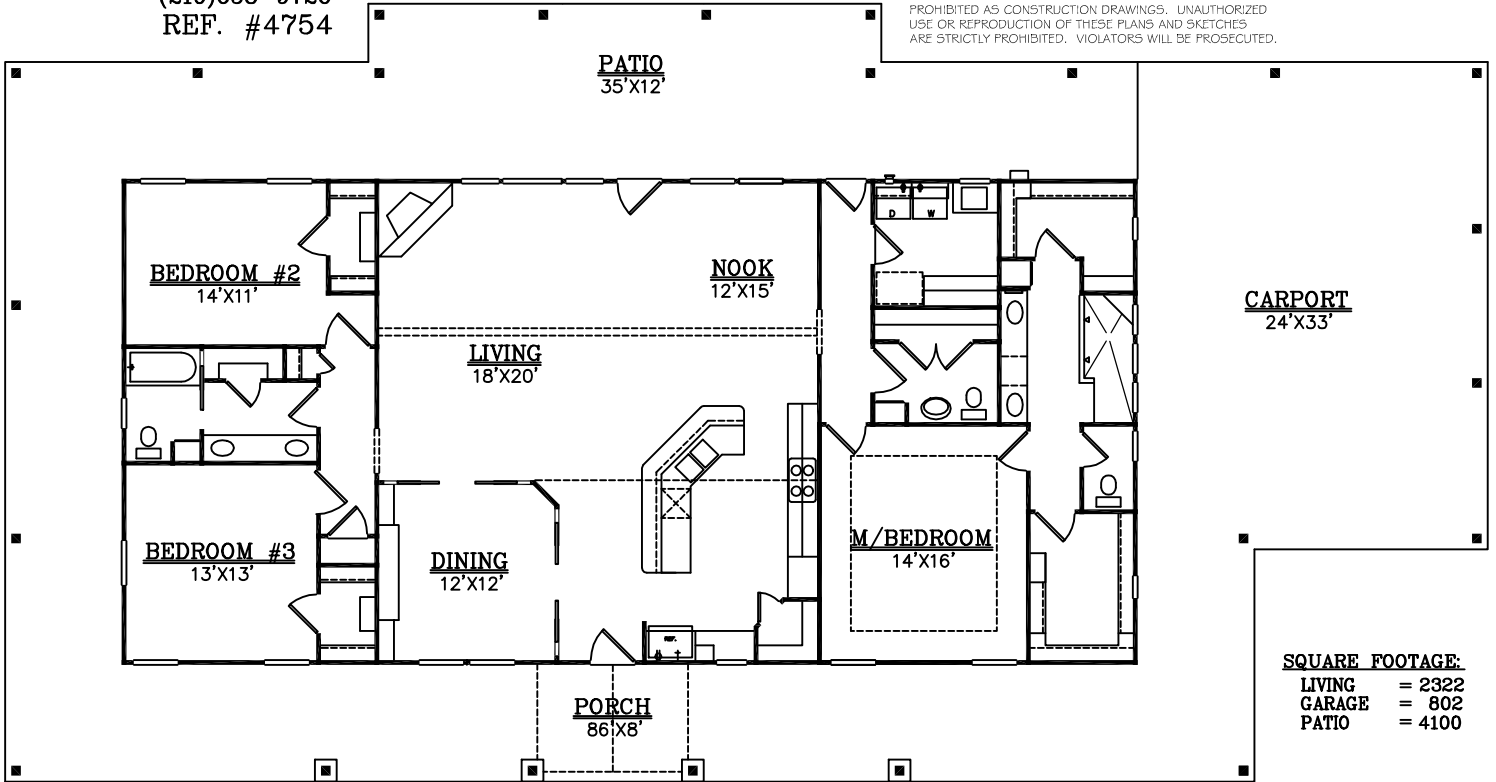 REF. #4754
PROHIBITED AS CONSTRUCTION DRAWINGS. UNAUTHORIZED
USE OR REPRODUCTION OF THESE PLANS AND SKETCHES
ARE STRICTLY PROHIBITED. VIOLATORS WILL BE PROSECUTED.
PATIO
35'X12'
D
W
BEDROOM #2
14'X11'
NOOK
12'X15'
CARPORT
24'X33'
LIVING
18'X20'
BEDROOM #3
13'X13'
DINING
12'X12'
M/BEDROOM
14'X16'
REF.
PORCH
86'X8'
SQUARE FOOTAGE:
LIVING = 2322
GARAGE = 802
PATIO = 4100